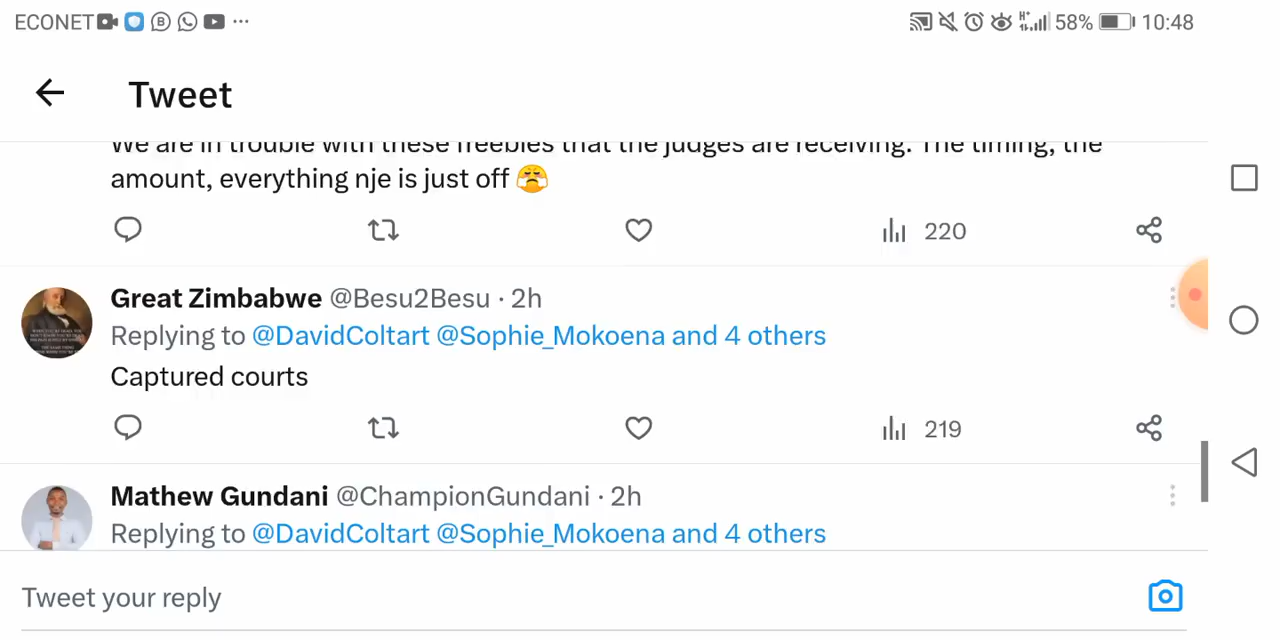 ECONET 58% 10:48
Tweet
We are in trouble with these freebies that the judges are receiving. The timing, the
amount, everything nje is just off 😤
220
Great Zimbabwe @Besu2Besu · 2h
Replying to @DavidColtart @Sophie_Mokoena and 4 others
Captured courts
219
Mathew Gundani @ChampionGundani · 2h
Replying to @DavidColtart @Sophie_Mokoena and 4 others
Tweet your reply